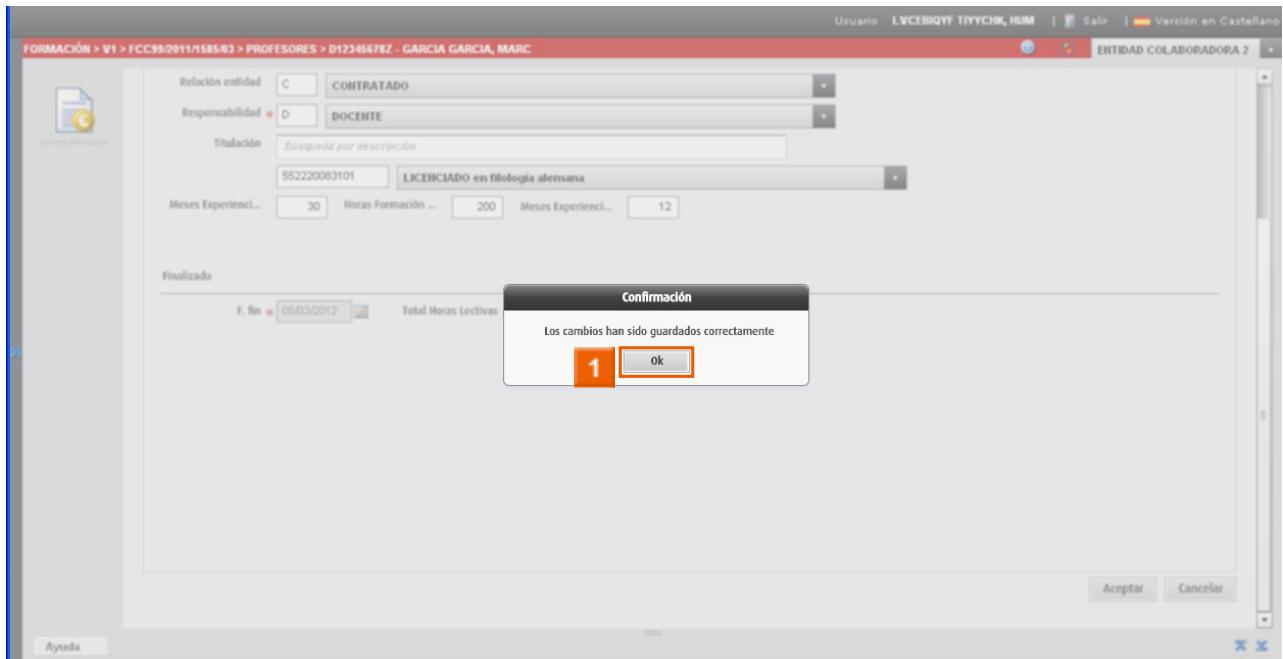 Usuario LVCEBIQYF TIYYCHK, HUM | Salir | Versión en Castellano
FORMACIÓN > V1 > FCC99/2011/1585/03 > PROFESORES > D12345678Z - GARCIA GARCIA, MARC ENTIDAD COLABORADORA 2
Relación entidad C CONTRATADO
Responsabilidad D DOCENTE
Titulación Búsqueda por descripción
552220083101 LICENCIADO en filología alemana
Meses Experienci... 30 Horas Formación ... 200 Meses Experienci... 12
Finalizado
F. fin 05/03/2012 Total Horas Lectivas
Confirmación
Los cambios han sido guardados correctamente
1 Ok
Aceptar Cancelar
Ayuda